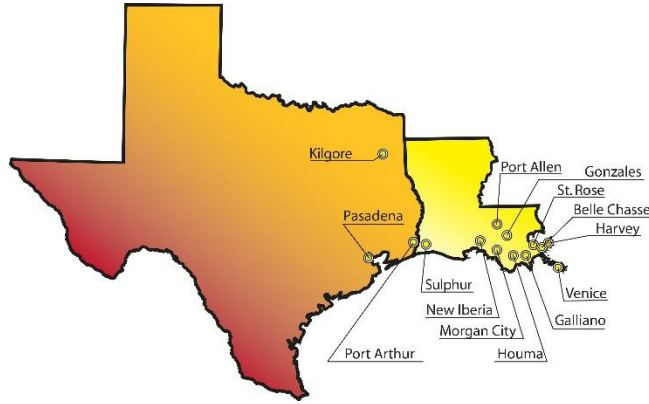 Kilgore
Port Allen
Gonzales
St. Rose
Belle Chasse
Harvey
Pasadena
Sulphur
Venice
New Iberia
Galliano
Morgan City
Port Arthur
Houma